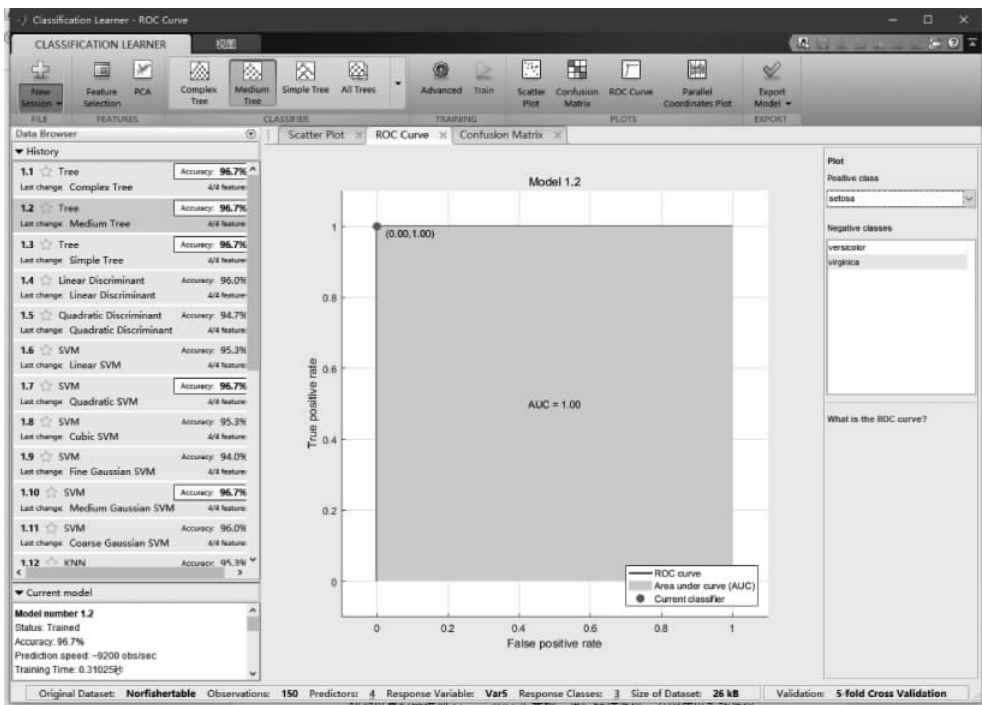 Classification Learner - ROC Curve
CLASSIFICATION LEARNER 视图
New Session
Feature Selection
PCA
Complex Tree
Medium Tree
Simple Tree
All Trees
Advanced
Train
Scatter Plot
Confusion Matrix
ROC Curve
Parallel Coordinates Plot
Export Model
FILE FEATURES CLASSIFIER TRAINING PLOTS EXPORT
Data Browser
Scatter Plot ROC Curve Confusion Matrix
History
1.1 Tree Accuracy: 96.7%
Last change: Complex Tree 4/4 features
1.2 Tree Accuracy: 96.7%
Last change: Medium Tree 4/4 features
1.3 Tree Accuracy: 96.7%
Last change: Simple Tree 4/4 features
1.4 Linear Discriminant Accuracy: 96.0%
Last change: Linear Discriminant 4/4 features
1.5 Quadratic Discriminant Accuracy: 94.7%
Last change: Quadratic Discriminant 4/4 features
1.6 SVM Accuracy: 95.3%
Last change: Linear SVM 4/4 features
1.7 SVM Accuracy: 96.7%
Last change: Quadratic SVM 4/4 features
1.8 SVM Accuracy: 95.3%
Last change: Cubic SVM 4/4 features
1.9 SVM Accuracy: 94.0%
Last change: Fine Gaussian SVM 4/4 features
1.10 SVM Accuracy: 96.7%
Last change: Medium Gaussian SVM 4/4 features
1.11 SVM Accuracy: 96.0%
Last change: Coarse Gaussian SVM 4/4 features
1.12 KNN Accuracy: 95.3%
Current model
Model number 1.2
Status: Trained
Accuracy: 96.7%
Prediction speed: ~9200 obs/sec
Training Time: 0.31025秒
Model 1.2
(0.00,1.00)
AUC = 1.00
True positive rate
1
0.8
0.6
0.4
0.2
0
0 0.2 0.4 0.6 0.8 1
False positive rate
ROC curve
Area under curve (AUC)
Current classifier
Plot
Positive class
setosa
Negative classes
versicolor
virginica
What is the ROC curve?
Original Dataset: Norfishertable Observations: 150 Predictors: 4 Response Variable: Var5 Response Classes: 3 Size of Dataset: 26 kB Validation: 5-fold Cross Validation